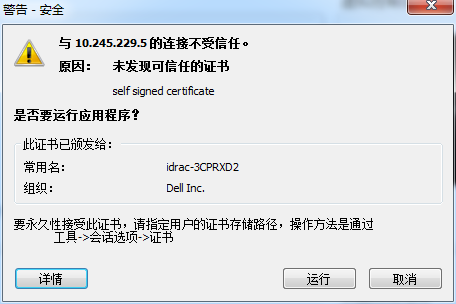 警告 - 安全
与 10.245.229.5 的连接不受信任。
原因： 未发现可信任的证书
self signed certificate
是否要运行应用程序？
此证书已颁发给：
常用名： idrac-3CPRXD2
组织： Dell Inc.
要永久性接受此证书，请指定用户的证书存储路径，操作方法是通过
工具->会话选项->证书
详情 运行 取消